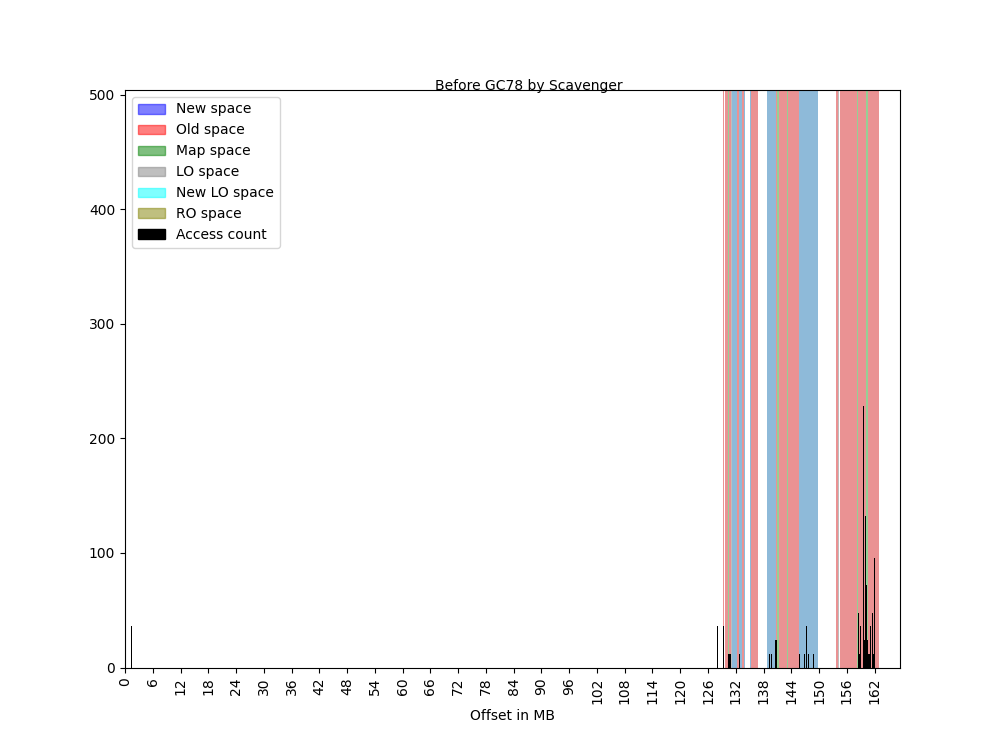 Before GC78 by Scavenger
500
400
300
200
100
0
New space
Old space
Map space
LO space
New LO space
RO space
Access count
0 6 12 18 24 30 36 42 48 54 60 66 72 78 84 90 96 102 108 114 120 126 132 138 144 150 156 162
Offset in MB